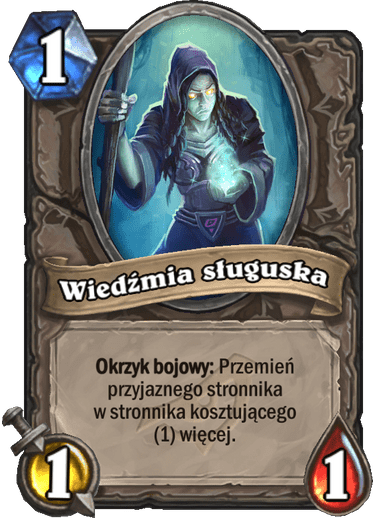 1
Wiedźmia sługuska
Okrzyk bojowy: Przemień
przyjaznego stronnika
w stronnika kosztującego
(1) więcej.
1
1